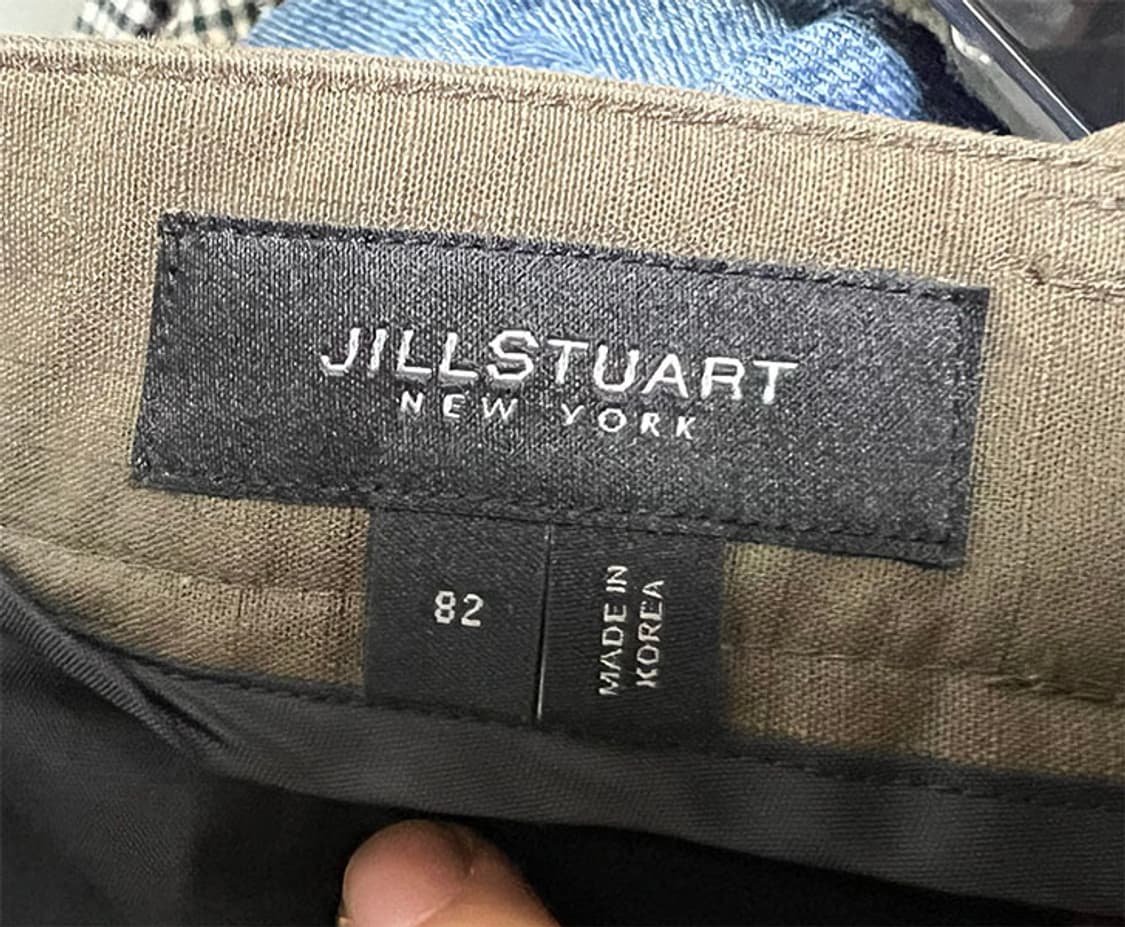 JILLSTUART
NEW YORK
82
MADE IN
KOREA